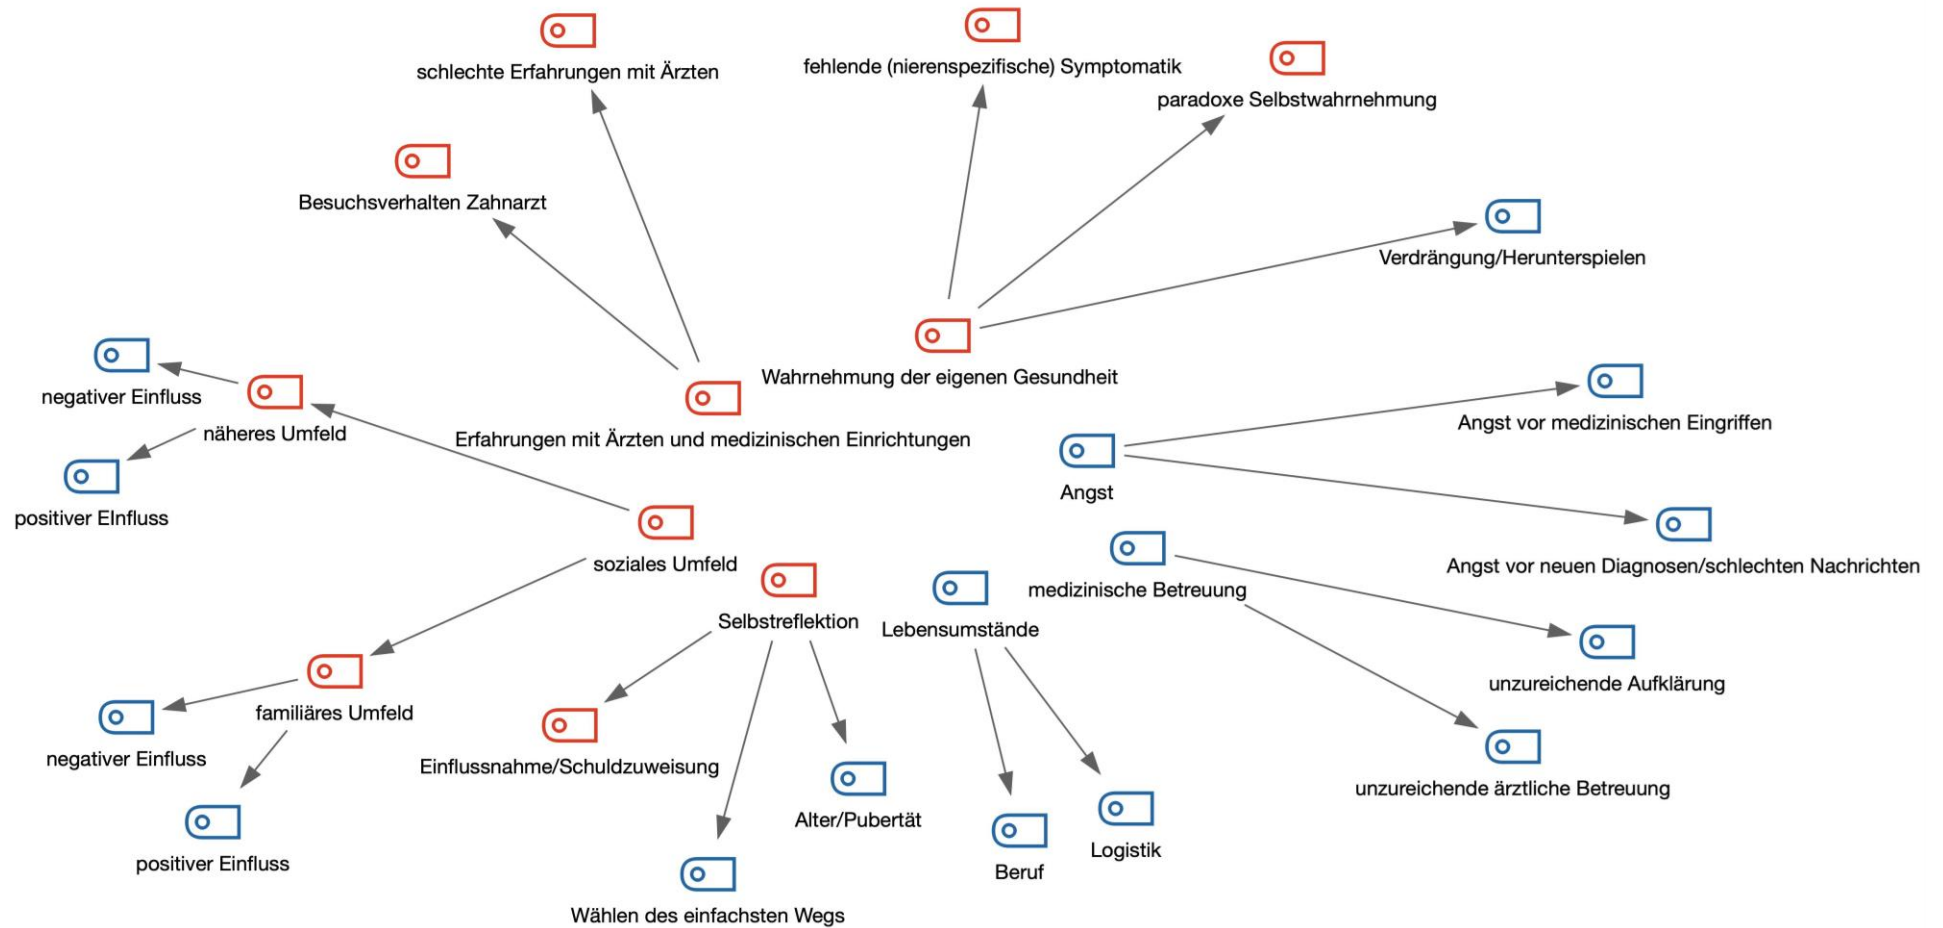 schlechte Erfahrungen mit Ärzten
fehlende (nierenspezifische) Symptomatik
paradoxe Selbstwahrnehmung
Besuchsverhalten Zahnarzt
Verdrängung/Herunterspielen
Wahrnehmung der eigenen Gesundheit
negativer Einfluss
näheres Umfeld
Erfahrungen mit Ärzten und medizinischen Einrichtungen
Angst vor medizinischen Eingriffen
Angst
positiver EInfluss
soziales Umfeld
Angst vor neuen Diagnosen/schlechten Nachrichten
medizinische Betreuung
Selbstreflektion
Lebensumstände
unzureichende Aufklärung
familiäres Umfeld
negativer Einfluss
Einflussnahme/Schuldzuweisung
unzureichende ärztliche Betreuung
Alter/Pubertät
Logistik
positiver Einfluss
Beruf
Wählen des einfachsten Wegs